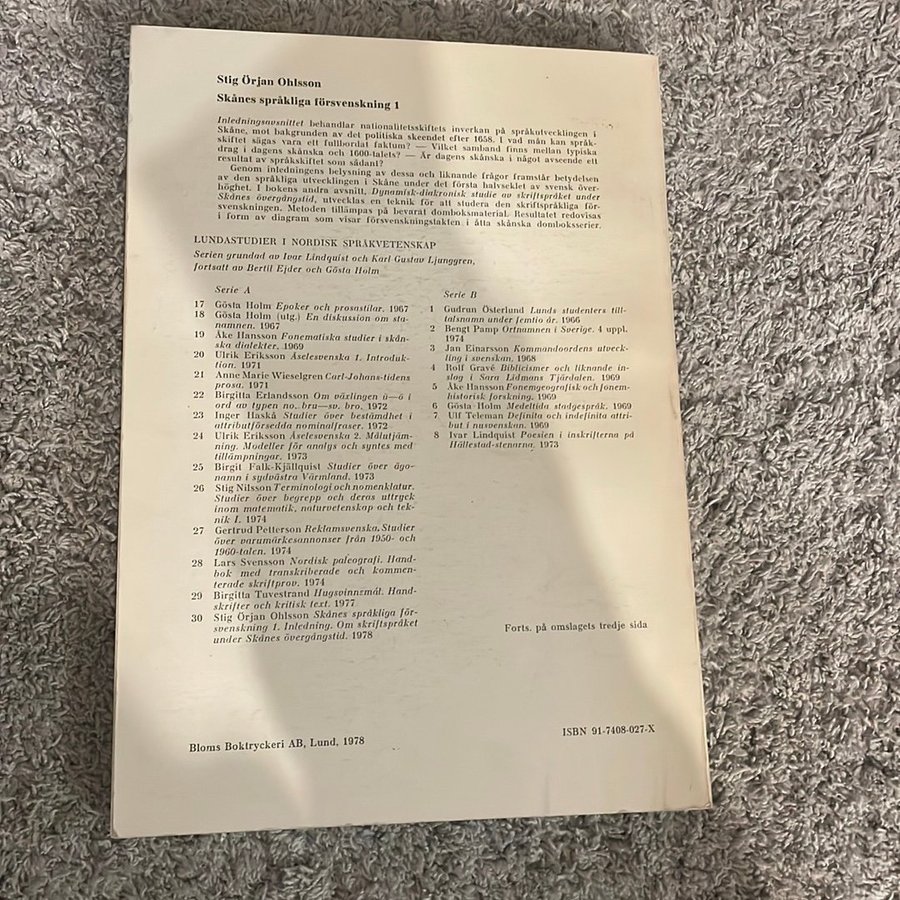 Stig Örjan Ohlsson
Skånes språkliga försvenskning 1
Inledningsavsnittet behandlar nationalitetsskiftets inverkan på språkutvecklingen i
Skåne, mot bakgrunden av det politiska skeendet efter 1658. I vad mån kan språk-
skiftet sägas vara ett fullbordat faktum? — Vilket samband finns mellan typiska
drag i dagens skånska och 1600-talets? — Är dagens skånska i något avseende ett
resultat av språkskiftet som sådant?
Genom inledningens belysning av dessa och liknande frågor framstår betydelsen
av den språkliga utvecklingen i Skåne under det första halvseklet av svensk över-
höghet. I bokens andra avsnitt, Dynamisk-diakronisk studie av skriftspråket under
Skånes övergångstid, utvecklas en teknik för att studera den skriftspråkliga för-
svenskningen. Metoden tillämpas på bevarat domboksmaterial. Resultatet redovisas
i form av diagram som visar försvenskningstakten i åtta skånska domboksserier.
LUNDASTUDIER I NORDISK SPRÅKVETENSKAP
Serien grundad av Ivar Lindquist och Karl Gustav Ljunggren,
fortsatt av Bertil Ejder och Gösta Holm
Serie A
17 Gösta Holm Epoker och prosastilar. 1967
18 Gösta Holm (utg.) En diskussion om sta-
namnen. 1967
19 Åke Hansson Fonematiska studier i skån-
ska dialekter. 1969
20 Ulrik Eriksson Åselesvenska 1. Introduk-
tion. 1971
21 Anne Marie Wieselgren Carl-Johans-tidens
prosa. 1971
22 Birgitta Erlandsson Om växlingen ü—ö i
ord av typen no. bru—sv. bro. 1972
23 Inger Haskå Studier över bestämdhet i
attributförsedda nominalfraser. 1972
24 Ulrik Eriksson Åselesvenska 2. Målutjäm-
ning. Modeller för analys och syntes med
tillämpningar. 1973
25 Birgit Falk-Kjällquist Studier över ägo-
namn i sydvästra Värmland. 1973
26 Stig Nilsson Terminologi och nomenklatur.
Studier över begrepp och deras uttryck
inom matematik, naturvetenskap och tek-
nik I. 1974
27 Gertrud Petterson Reklamsvenska. Studier
över varumärkesannonser från 1950- och
1960-talen. 1974
28 Lars Svensson Nordisk paleografi. Hand-
bok med transkriberade och kommen-
terade skriftprov. 1974
29 Birgitta Tuvestrand Hugsvinnzmál. Hand-
skrifter och kritisk text. 1977
30 Stig Örjan Ohlsson Skånes språkliga för-
svenskning 1. Inledning. Om skriftspråket
under Skånes övergångstid. 1978
Serie B
1 Gudrun Österlund Lunds studenters till-
talsnamn under femtio år. 1966
2 Bengt Pamp Ortnamnen i Sverige. 4 uppl.
1974
3 Jan Einarsson Kommandoordens utveck-
ling i svenskan. 1968
4 Rolf Gravé Biblicismer och liknande in-
slag i Sara Lidmans Tjärdalen. 1969
5 Åke Hansson Fonemgeografisk och fonem-
historisk forskning. 1969
6 Gösta Holm Medeltida stadgespråk. 1969
7 Ulf Teleman Definita och indefinita attri-
but i nusvenskan. 1969
8 Ivar Lindquist Poesien i inskrifterna på
Hällestad-stenarna. 1973
Forts. på omslagets tredje sida
Bloms Boktryckeri AB, Lund, 1978
ISBN 91-7408-027-X